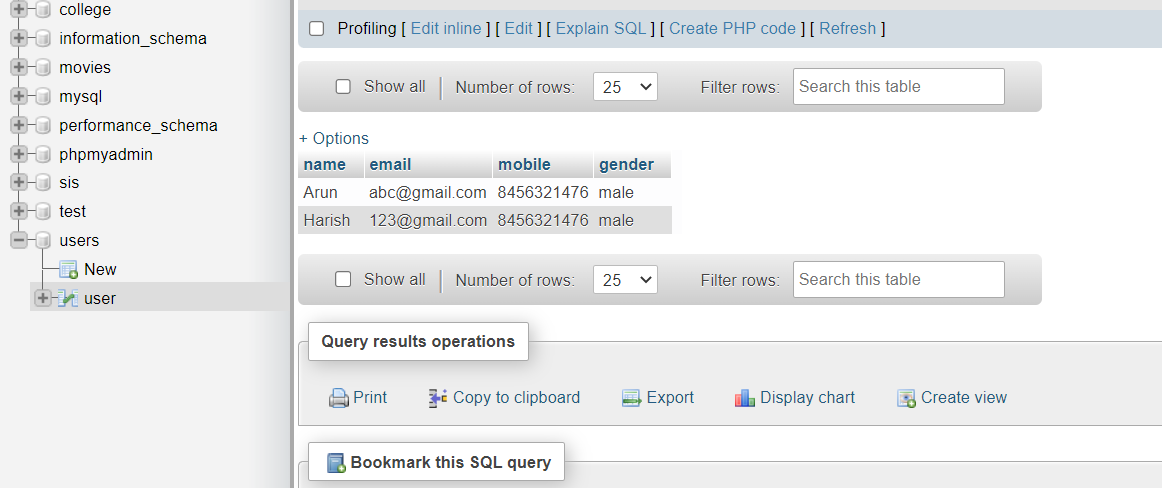 college
information_schema
movies
mysql
performance_schema
phpmyadmin
sis
test
users
New
user
Profiling [ Edit inline ] [ Edit ] [ Explain SQL ] [ Create PHP code ] [ Refresh ]
Show all Number of rows: 25 Filter rows: Search this table
+ Options
name email mobile gender
Arun abc@gmail.com 8456321476 male
Harish 123@gmail.com 8456321476 male
Show all Number of rows: 25 Filter rows: Search this table
Query results operations
Print Copy to clipboard Export Display chart Create view
Bookmark this SQL query